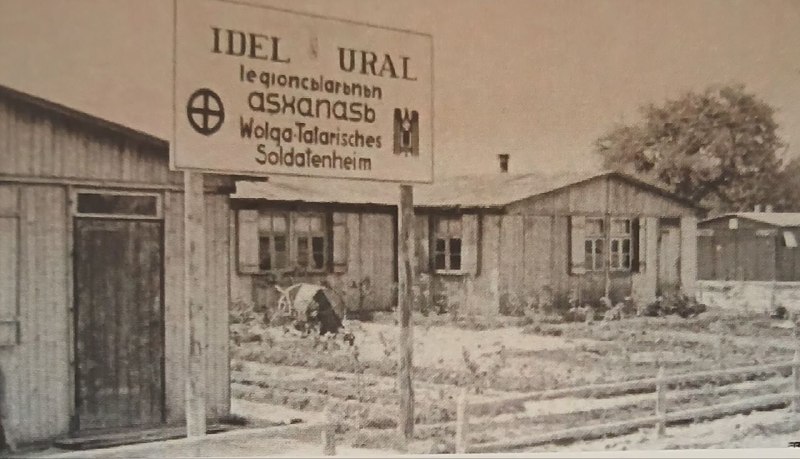 IDEL URAL
legioncьlarьnьn
asxanasь
Wolga-Tatarisches
Soldatenheim